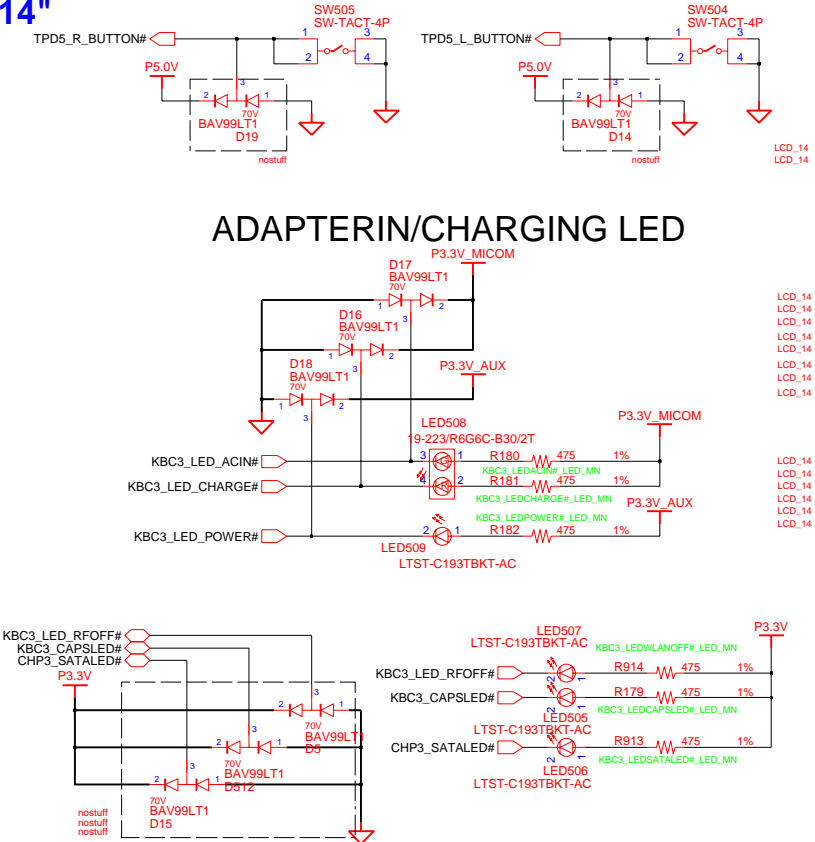 14"
SW505
SW-TACT-4P
TPD5_R_BUTTON#
1
3
2
4
P5.0V
3
2
1
70V
BAV99LT1
D19
nostuff
SW504
SW-TACT-4P
TPD5_L_BUTTON#
1
3
2
4
P5.0V
3
2
1
70V
BAV99LT1
D14
nostuff
LCD_14
LCD_14
ADAPTERIN/CHARGING LED
P3.3V_MICOM
D17
BAV99LT1
70V
1
2
3
D16
BAV99LT1
70V
1
2
3
D18
BAV99LT1
70V
1
2
3
P3.3V_AUX
LCD_14
LCD_14
LCD_14
LCD_14
LCD_14
LCD_14
LCD_14
LCD_14
LED508
19-223/R6G6C-B30/2T
P3.3V_MICOM
KBC3_LED_ACIN#
3
G
1
R180
475
1%
KBC3_LEDACIN#_LED_MN
KBC3_LED_CHARGE#
4
R
2
R181
475
1%
KBC3_LEDCHARGE#_LED_MN
P3.3V_AUX
KBC3_LEDPOWER#_LED_MN
KBC3_LED_POWER#
2
1
R182
475
1%
LED509
LTST-C193TBKT-AC
LCD_14
LCD_14
LCD_14
LCD_14
LCD_14
LCD_14
KBC3_LED_RFOFF#
KBC3_CAPSLED#
CHP3_SATALED#
P3.3V
3
2
1
70V
BAV99LT1
D5
3
2
1
70V
BAV99LT1
D512
3
2
1
70V
BAV99LT1
D15
nostuff
nostuff
nostuff
LED507
LTST-C193TBKT-AC
KBC3_LEDWLANOFF#_LED_MN
P3.3V
KBC3_LED_RFOFF#
2
1
R914
475
1%
KBC3_CAPSLED#
2
1
R179
475
1%
KBC3_LEDCAPSLED#_LED_MN
LED505
LTST-C193TBKT-AC
CHP3_SATALED#
2
1
R913
475
1%
KBC3_LEDSATALED#_LED_MN
LED506
LTST-C193TBKT-AC